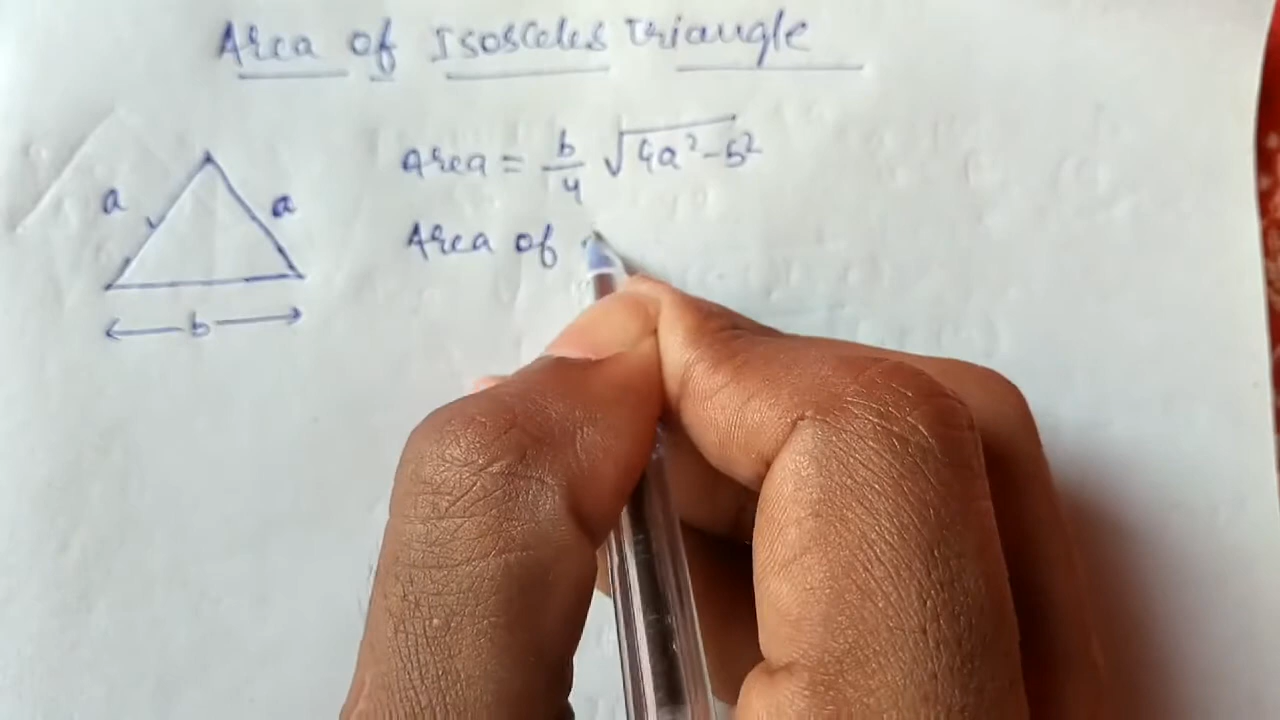 Area of Isosceles triangle
Area = b/4 √4a²-b²
a
a
Area of
b